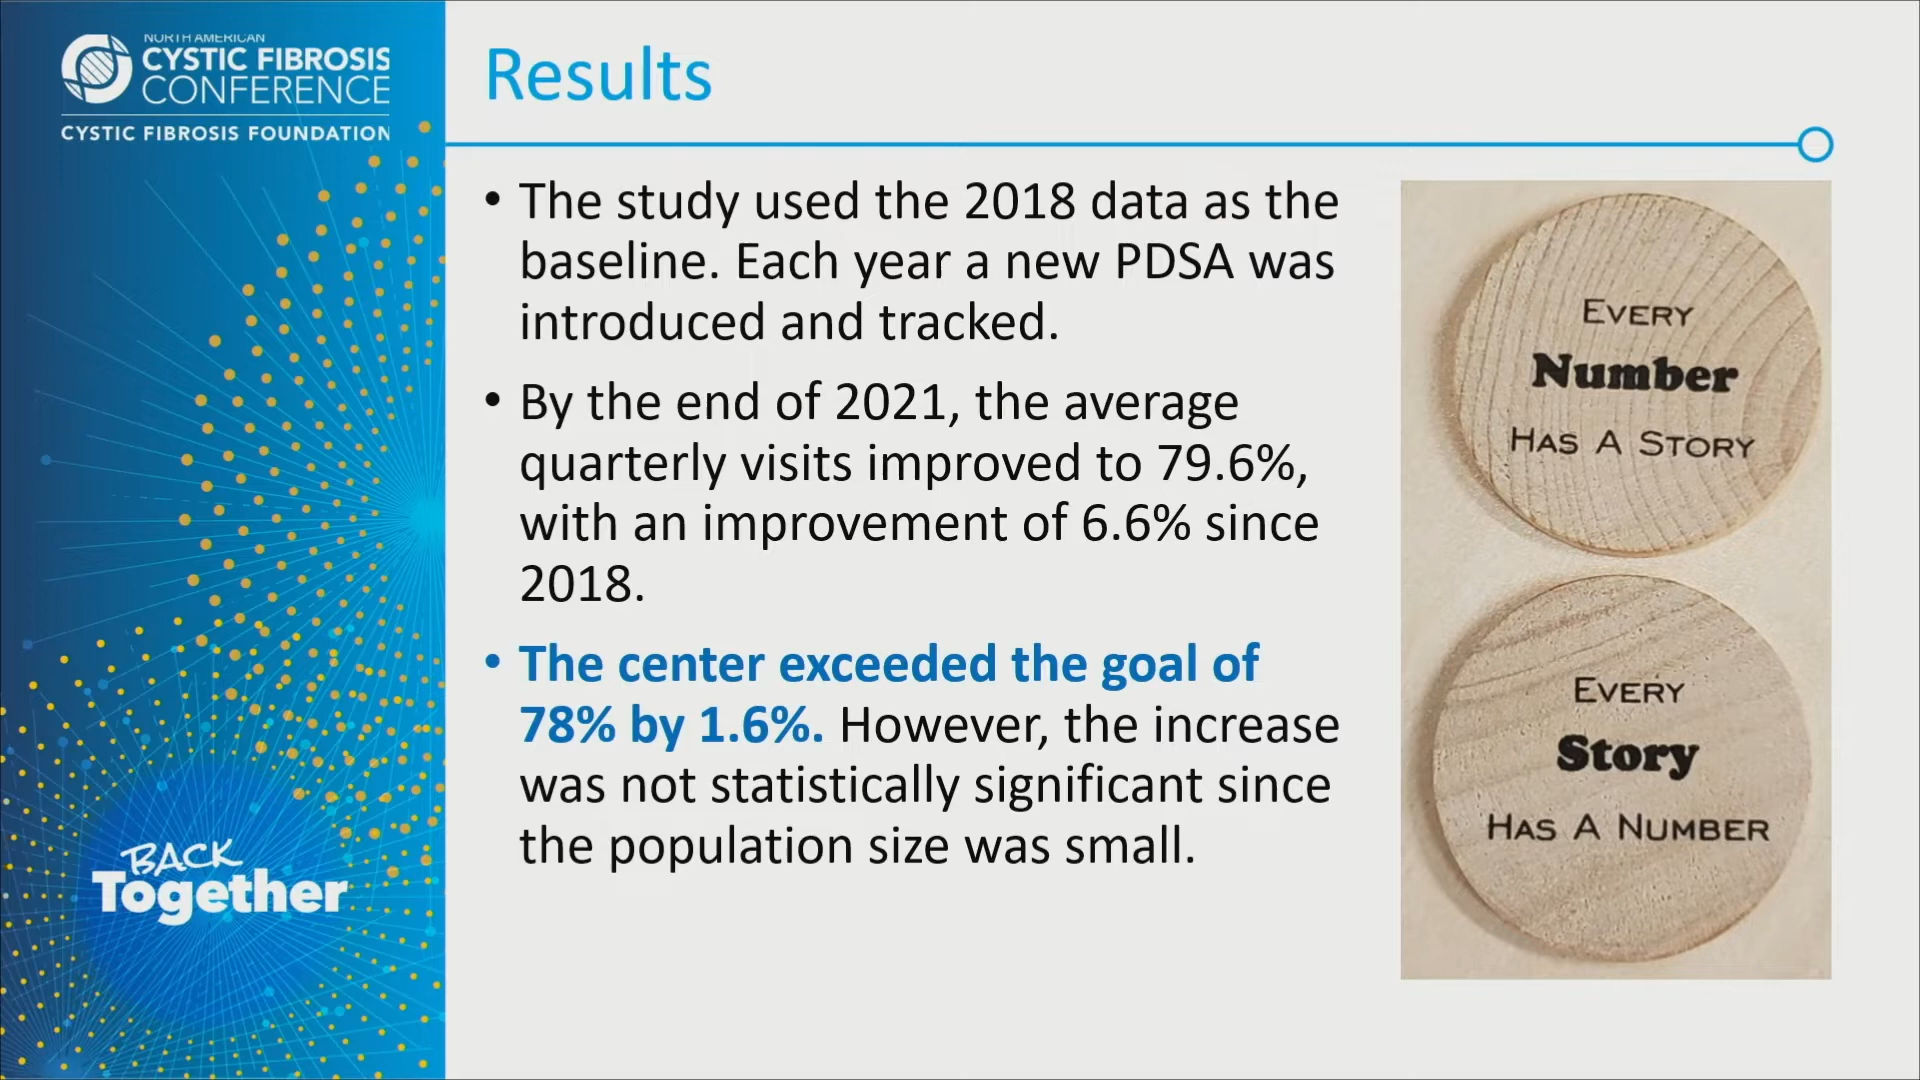 NORTH AMERICAN
CYSTIC FIBROSIS
CONFERENCE
CYSTIC FIBROSIS FOUNDATION
BACK
Together
Results
• The study used the 2018 data as the
baseline. Each year a new PDSA was
introduced and tracked.
• By the end of 2021, the average
quarterly visits improved to 79.6%,
with an improvement of 6.6% since
2018.
• The center exceeded the goal of
78% by 1.6%. However, the increase
was not statistically significant since
the population size was small.
EVERY
Number
HAS A STORY
EVERY
Story
HAS A NUMBER